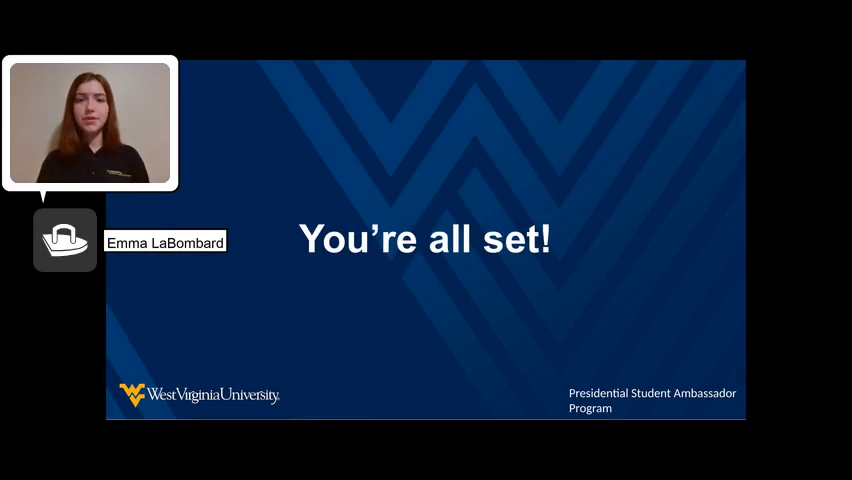 You’re all set!
Emma LaBombard
WestVirginiaUniversity.
Presidential Student Ambassador
Program